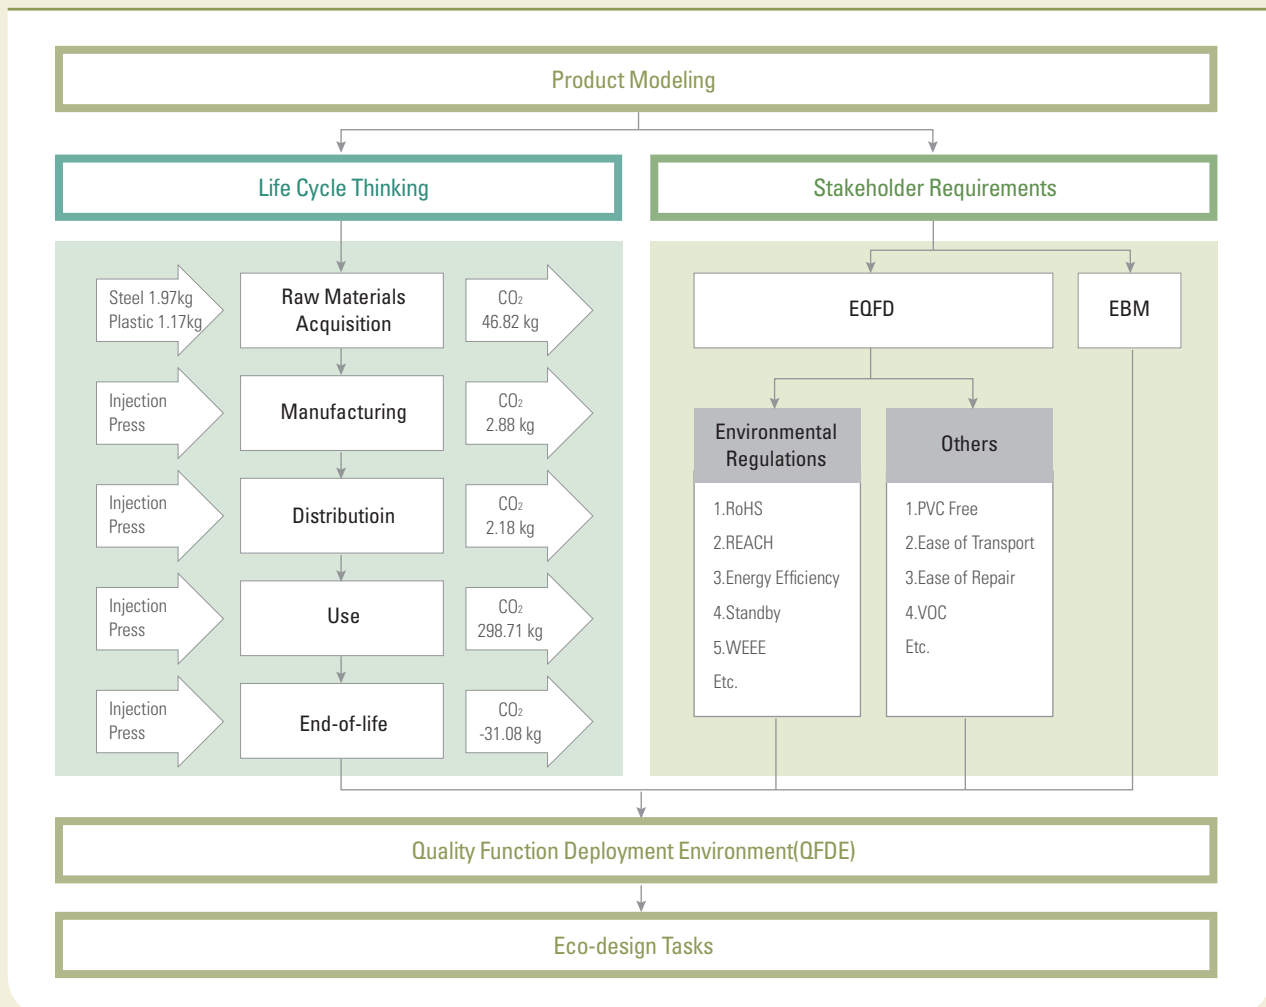 Product Modeling
Life Cycle Thinking
Stakeholder Requirements
Steel 1.97kg
Plastic 1.17kg
Raw Materials
Acquisition
CO₂
46.82 kg
Injection
Press
Manufacturing
CO₂
2.88 kg
Injection
Press
Distributioin
CO₂
2.18 kg
Injection
Press
Use
CO₂
298.71 kg
Injection
Press
End-of-life
CO₂
-31.08 kg
EQFD
EBM
Environmental
Regulations
1.RoHS
2.REACH
3.Energy Efficiency
4.Standby
5.WEEE
Etc.
Others
1.PVC Free
2.Ease of Transport
3.Ease of Repair
4.VOC
Etc.
Quality Function Deployment Environment(QFDE)
Eco-design Tasks